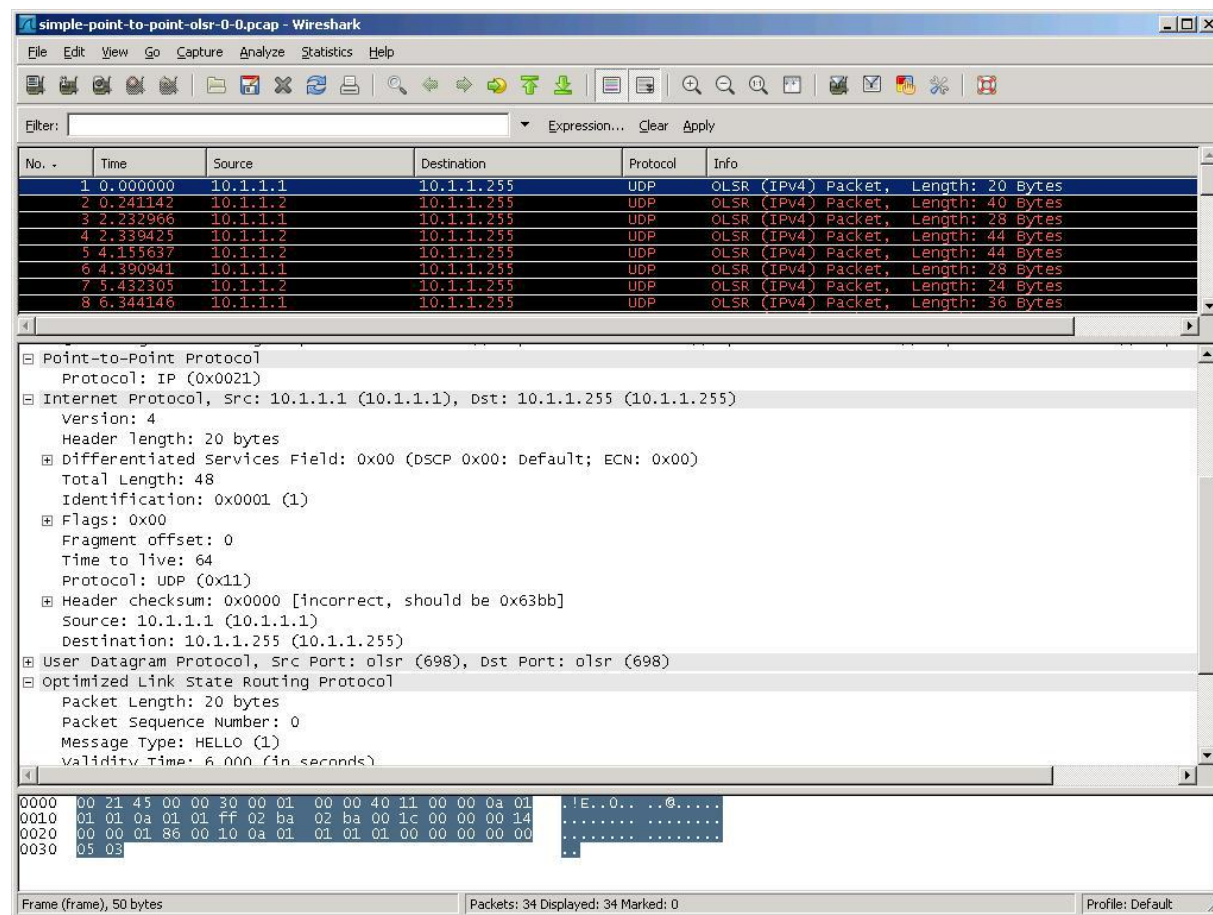 simple-point-to-point-olsr-0-0.pcap - Wireshark
File Edit View Go Capture Analyze Statistics Help
Filter: Expression... Clear Apply
No. - Time Source Destination Protocol Info
1 0.000000 10.1.1.1 10.1.1.255 UDP OLSR (IPv4) Packet, Length: 20 Bytes
2 0.241142 10.1.1.2 10.1.1.255 UDP OLSR (IPv4) Packet, Length: 40 Bytes
3 2.232966 10.1.1.1 10.1.1.255 UDP OLSR (IPv4) Packet, Length: 28 Bytes
4 2.339425 10.1.1.2 10.1.1.255 UDP OLSR (IPv4) Packet, Length: 44 Bytes
5 4.155637 10.1.1.2 10.1.1.255 UDP OLSR (IPv4) Packet, Length: 44 Bytes
6 4.390941 10.1.1.1 10.1.1.255 UDP OLSR (IPv4) Packet, Length: 28 Bytes
7 5.432305 10.1.1.2 10.1.1.255 UDP OLSR (IPv4) Packet, Length: 24 Bytes
8 6.344146 10.1.1.1 10.1.1.255 UDP OLSR (IPv4) Packet, Length: 36 Bytes
Point-to-Point Protocol
Protocol: IP (0x0021)
Internet Protocol, Src: 10.1.1.1 (10.1.1.1), Dst: 10.1.1.255 (10.1.1.255)
Version: 4
Header length: 20 bytes
Differentiated Services Field: 0x00 (DSCP 0x00: Default; ECN: 0x00)
Total Length: 48
Identification: 0x0001 (1)
Flags: 0x00
Fragment offset: 0
Time to live: 64
Protocol: UDP (0x11)
Header checksum: 0x0000 [incorrect, should be 0x63bb]
Source: 10.1.1.1 (10.1.1.1)
Destination: 10.1.1.255 (10.1.1.255)
User Datagram Protocol, Src Port: olsr (698), Dst Port: olsr (698)
Optimized Link State Routing Protocol
Packet Length: 20 bytes
Packet Sequence Number: 0
Message Type: HELLO (1)
Validity Time: 6.000 (in seconds)
0000 00 21 45 00 00 30 00 01 00 00 40 11 00 00 0a 01 .!E..0.. ..@.....
0010 01 01 0a 01 01 ff 02 ba 02 ba 00 1c 00 00 00 14 ........ ........
0020 00 00 01 86 00 10 0a 01 01 01 01 00 00 00 00 00 ........ ........
0030 05 03 ..
Frame (frame), 50 bytes Packets: 34 Displayed: 34 Marked: 0 Profile: Default